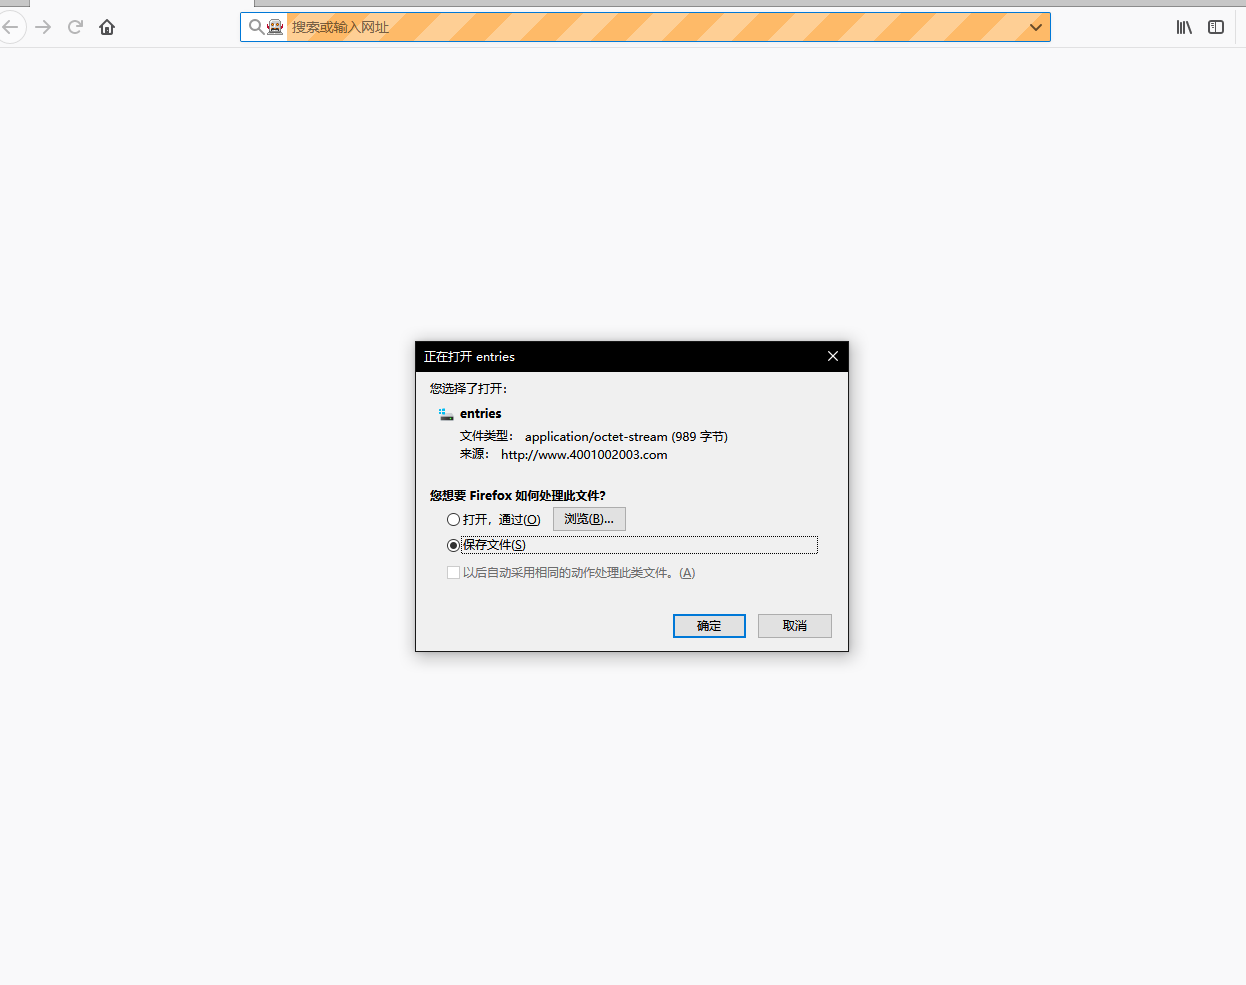 搜索或输入网址
正在打开 entries
您选择了打开：
entries
文件类型： application/octet-stream (989 字节)
来源： http://www.4001002003.com
您想要 Firefox 如何处理此文件?
打开，通过(O) 浏览(B)...
保存文件(S)
以后自动采用相同的动作处理此类文件。(A)
确定 取消